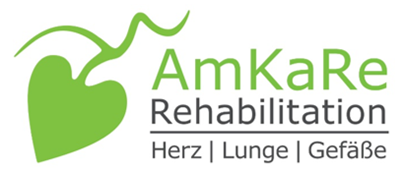 AmKaRe
Rehabilitation
Herz | Lunge | Gefäße